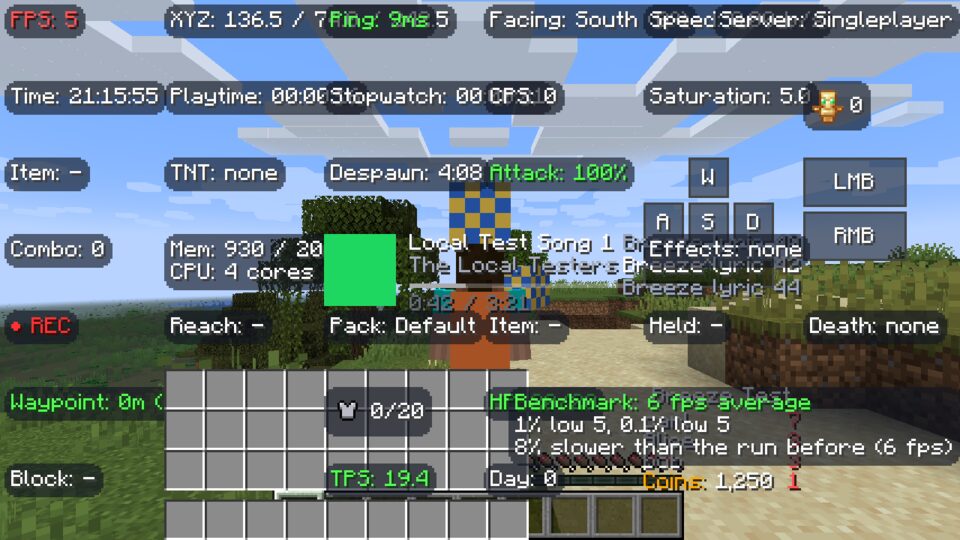 FPS: 5
XYZ: 136.5 / 7
Ring: 9ms
5
Facing: South
Speed
Server: Singleplayer
Time: 21:15:55
Playtime: 00:00
Stopwatch: 00
CPS:
0
Saturation: 5.0
0
Item: -
TNT: none
Despawn: 4:08
Attack: 100%
W
LMB
A
S
D
RMB
Combo: 0
Mem: 930 / 20
CPU: 4 cores
Local Test Song 1
The Local Testers
0:42 / 3:21
Effects: none
Breeze lyric 44
● REC
Reach: -
Pack: Default
Item: -
Held: -
Death: none
Waypoint: 0m (
0/20
Benchmark: 6 fps average
1% low 5, 0.1% low 5
8% slower than the run before (6 fps)
Block: -
TPS: 19.4
Day: 0
Coins: 1,250
1